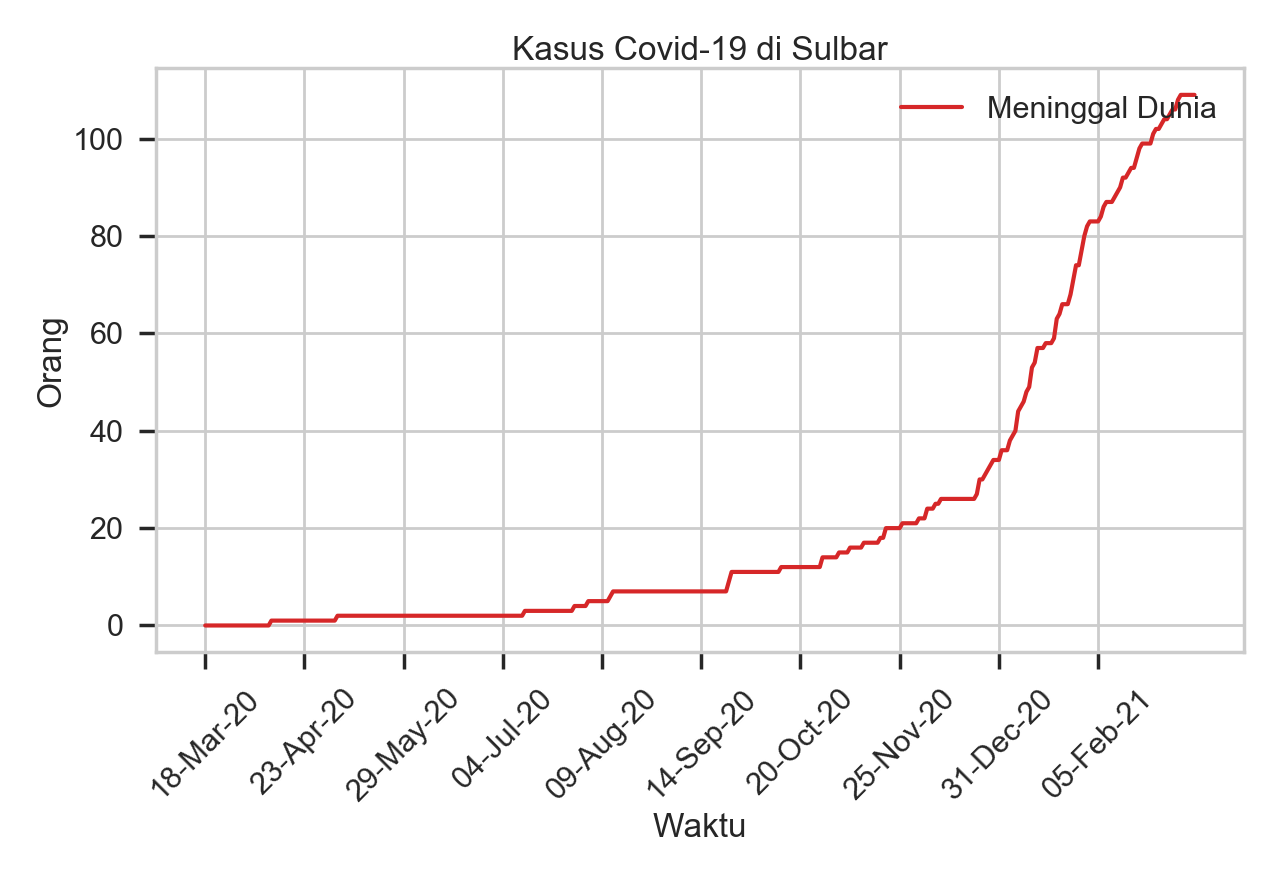 Kasus Covid-19 di Sulbar
Meninggal Dunia
Orang
100
80
60
40
20
0
18-Mar-20
23-Apr-20
29-May-20
04-Jul-20
09-Aug-20
14-Sep-20
20-Oct-20
25-Nov-20
31-Dec-20
05-Feb-21
Waktu